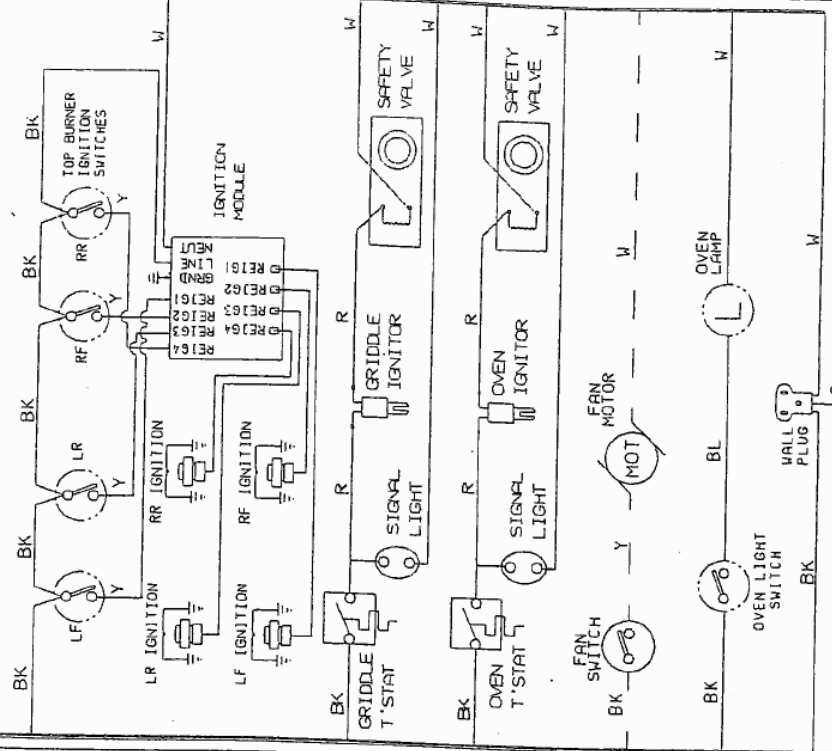 W
W
W
W
W
W
W
BK
TOP BURNER
IGNITION
SWITCHES
Y
RR
BK
IGNITION
MODULE
SAFETY
VALVE
SAFETY
VALVE
NEUT
LINE
GRND
REIG1
REIG2
REIG3
REIG4
REIG1
REIG2
REIG3
REIG4
Y
RF
BK
R
GRIDDLE
IGNITOR
R
OVEN
IGNITOR
W
FAN
MOTOR
MOT
OVEN
LAMP
L
W
WALL
PLUG
LR
Y
BK
RR IGNITION
RF IGNITION
R
SIGNAL
LIGHT
R
SIGNAL
LIGHT
Y
BL
OVEN LIGHT
SWITCH
BK
LF
Y
BK
LR IGNITION
LF IGNITION
BK
GRIDDLE
T'STAT
BK
OVEN
T'STAT
FAN
SWITCH
BK
BK